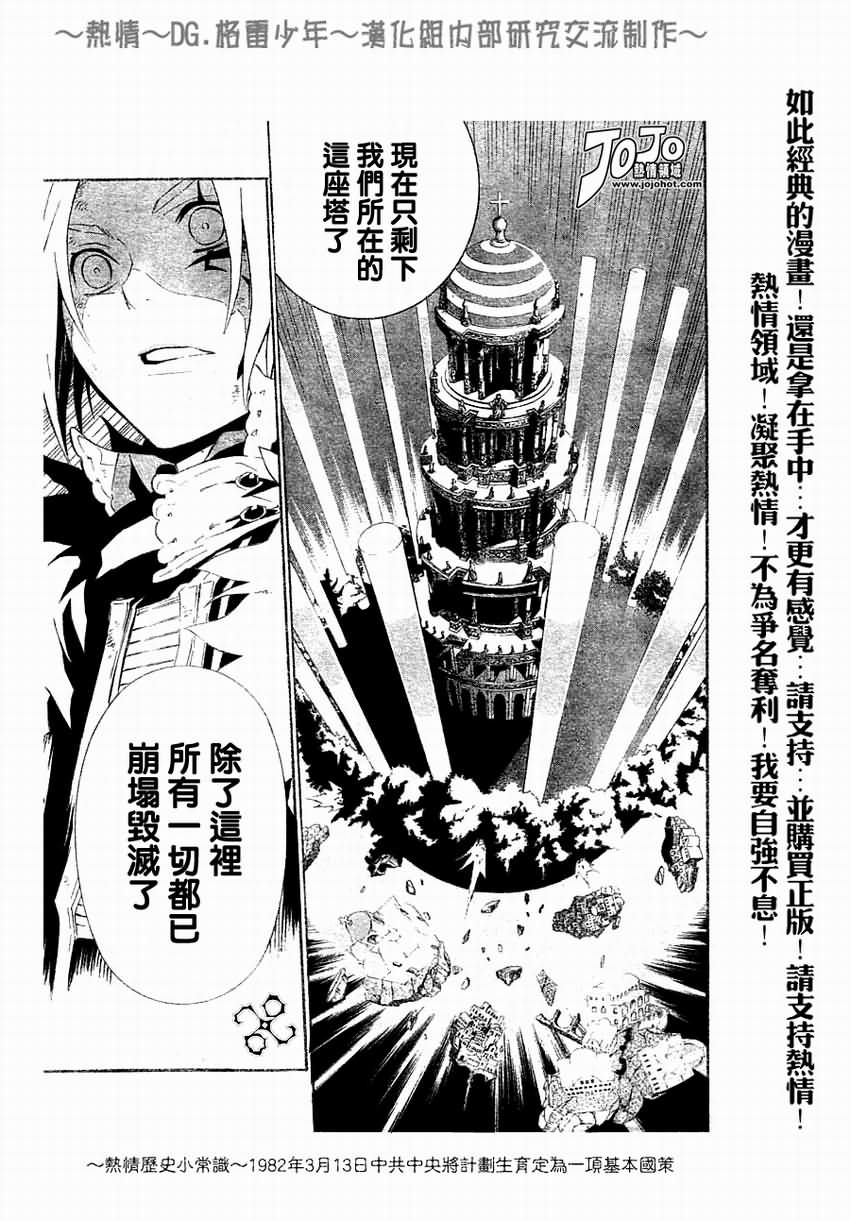 ～熱情～DG.格雷少年～漢化組內部研究交流制作～
如此經典的漫畫！還是拿在手中…才更有感覺…請支持…並購買正版！請支持熱情！
熱情領域！凝聚熱情！不為爭名奪利！我要自強不息！
JOJO
熱情領域
www.jojohot.com
現在只剩下
我們所在的
這座塔了
除了這裡
所有一切都已
崩塌毀滅了
～熱情歷史小常識～1982年3月13日中共中央將計劃生育定為一項基本國策